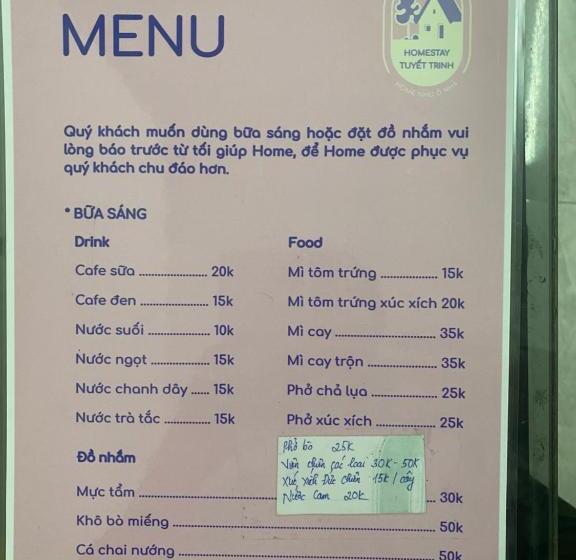 MENU
HOMESTAY
TUYẾT TRINH
HOME NHƯ Ở NHÀ
Quý khách muốn dùng bữa sáng hoặc đặt đồ nhắm vui
lòng báo trước từ tối giúp Home, để Home được phục vụ
quý khách chu đáo hơn.
* BỮA SÁNG
Drink
Cafe sữa 20k
Cafe đen 15k
Nước suối 10k
Nước ngọt 15k
Nước chanh dây 15k
Nước trà tắc 15k
Food
Mì tôm trứng 15k
Mì tôm trứng xúc xích 20k
Mì cay 35k
Mì cay trộn 35k
Phở chả lụa 25k
Phở xúc xích 25k
Phở bò 25K
Viên chiên các loại 30K-50K
Xúc xích Đức chiên 15k/cây
Nước Cam 20K
Đồ nhắm
Mực tẩm 30k
Khô bò miếng 50k
Cá chai nướng 50k